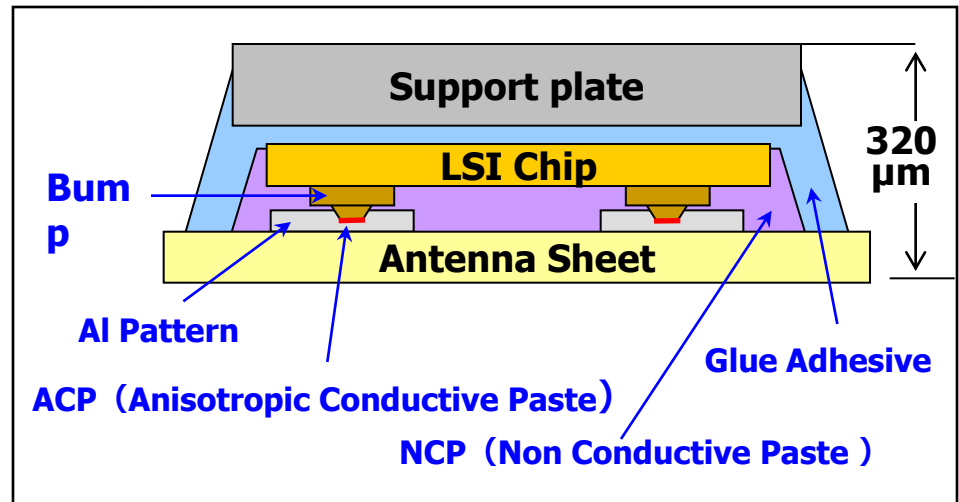 Support plate
320
µm
LSI Chip
Bum
p
Antenna Sheet
Al Pattern
Glue Adhesive
ACP（Anisotropic Conductive Paste）
NCP（Non Conductive Paste ）